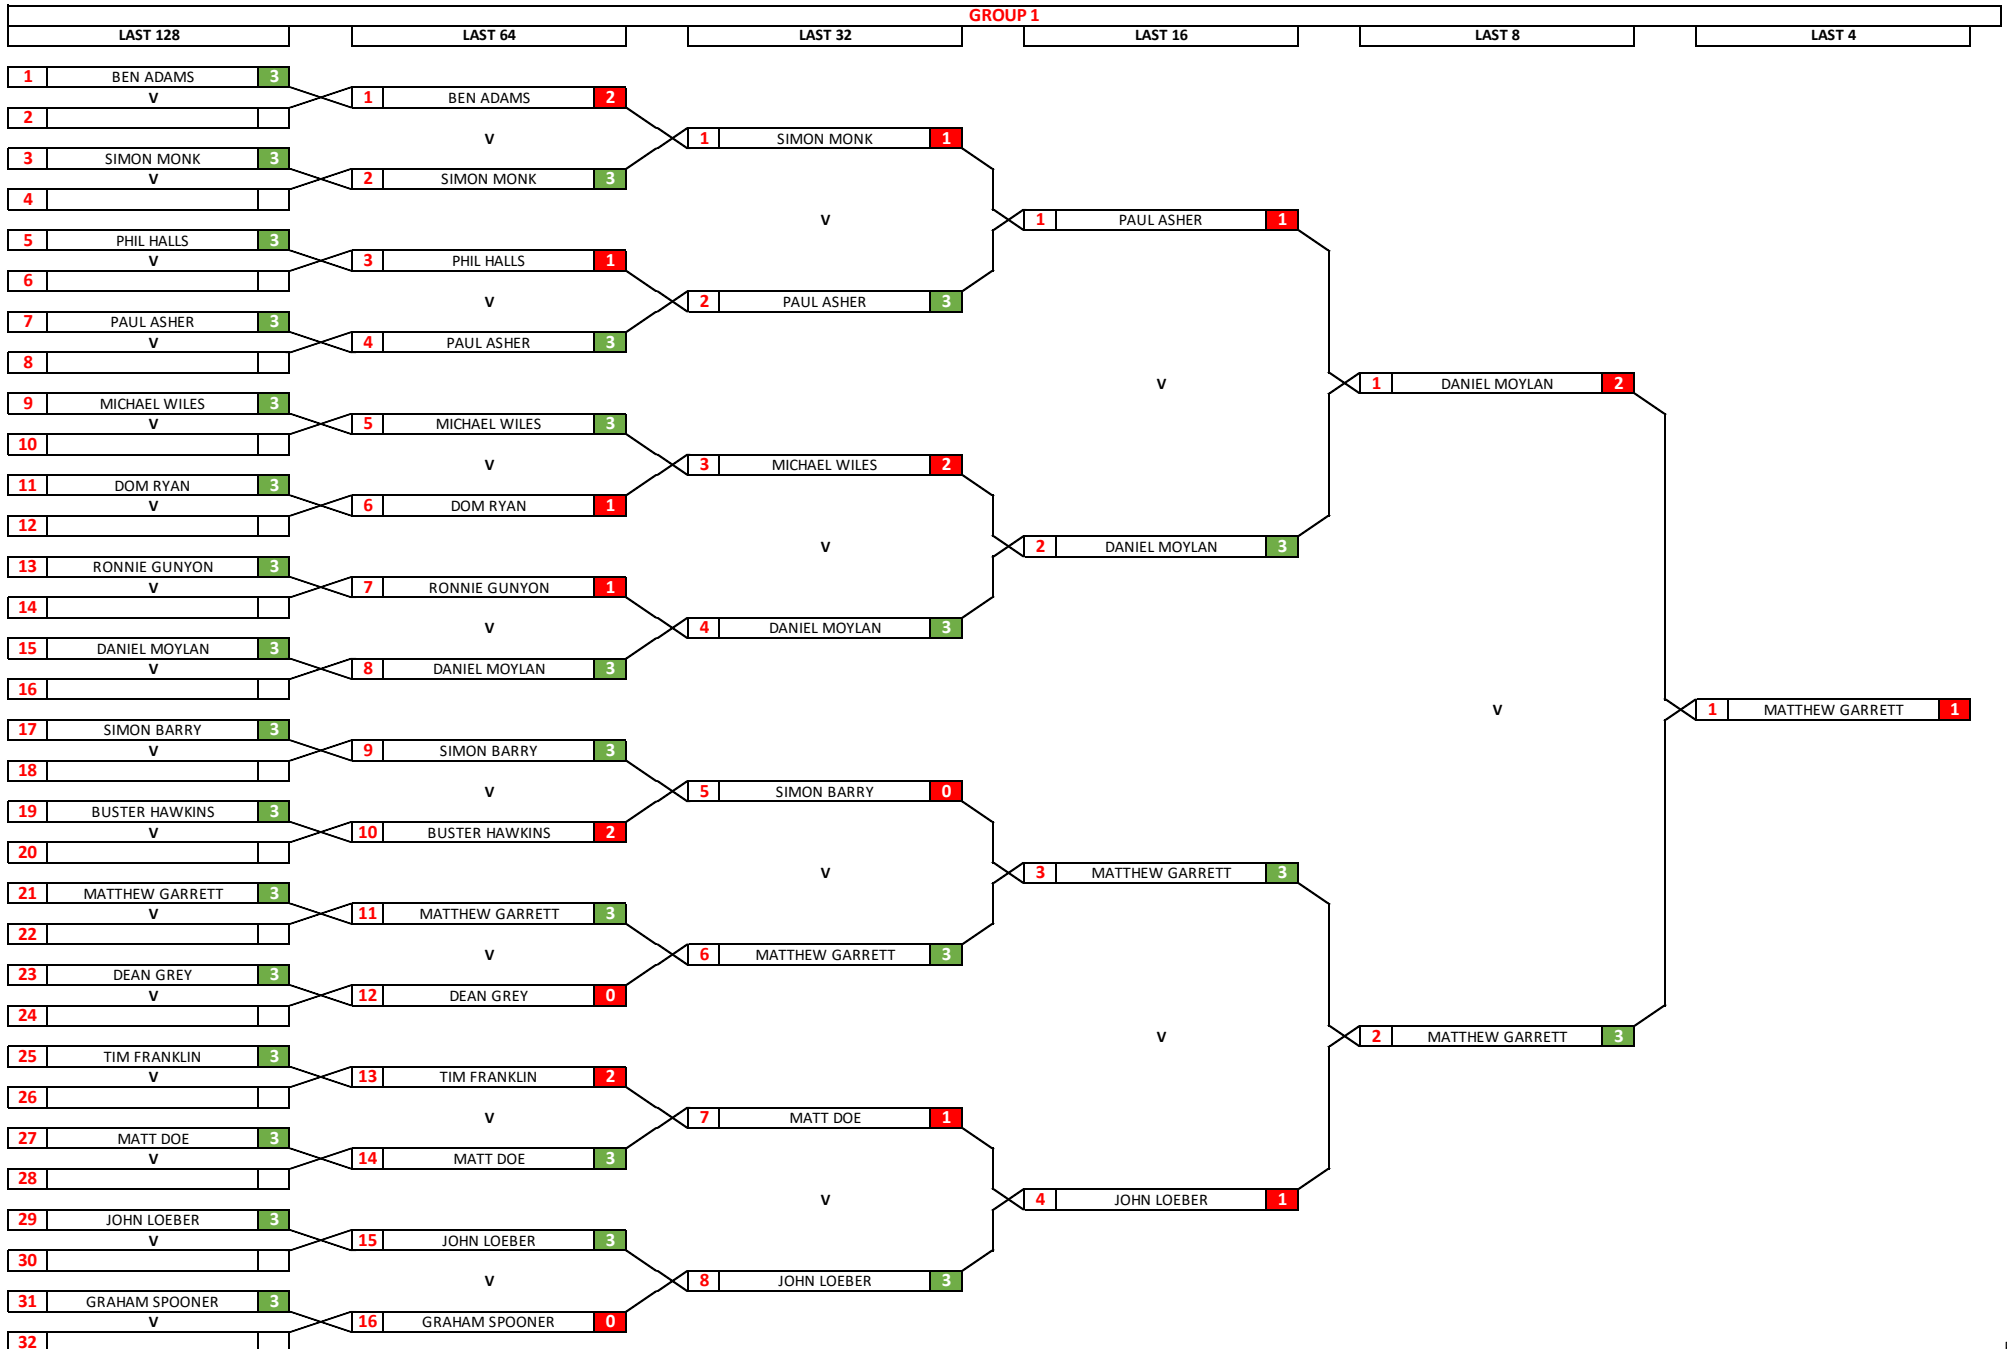 GROUP 1
LAST 128 LAST 64 LAST 32 LAST 16 LAST 8 LAST 4
1 BEN ADAMS 3
V 1 BEN ADAMS 2
2
V 1 SIMON MONK 1
3 SIMON MONK 3
V 2 SIMON MONK 3
4
V 1 PAUL ASHER 1
5 PHIL HALLS 3
V 3 PHIL HALLS 1
6
V 2 PAUL ASHER 3
7 PAUL ASHER 3
V 4 PAUL ASHER 3
8
V 1 DANIEL MOYLAN 2
9 MICHAEL WILES 3
V 5 MICHAEL WILES 3
10
V 3 MICHAEL WILES 2
11 DOM RYAN 3
V 6 DOM RYAN 1
12
V 2 DANIEL MOYLAN 3
13 RONNIE GUNYON 3
V 7 RONNIE GUNYON 1
14
V 4 DANIEL MOYLAN 3
15 DANIEL MOYLAN 3
V 8 DANIEL MOYLAN 3
16
V 1 MATTHEW GARRETT 1
17 SIMON BARRY 3
V 9 SIMON BARRY 3
18
V 5 SIMON BARRY 0
19 BUSTER HAWKINS 3
V 10 BUSTER HAWKINS 2
20
V 3 MATTHEW GARRETT 3
21 MATTHEW GARRETT 3
V 11 MATTHEW GARRETT 3
22
V 6 MATTHEW GARRETT 3
23 DEAN GREY 3
V 12 DEAN GREY 0
24
V 2 MATTHEW GARRETT 3
25 TIM FRANKLIN 3
V 13 TIM FRANKLIN 2
26
V 7 MATT DOE 1
27 MATT DOE 3
V 14 MATT DOE 3
28
V 4 JOHN LOEBER 1
29 JOHN LOEBER 3
V 15 JOHN LOEBER 3
30
V 8 JOHN LOEBER 3
31 GRAHAM SPOONER 3
V 16 GRAHAM SPOONER 0
32